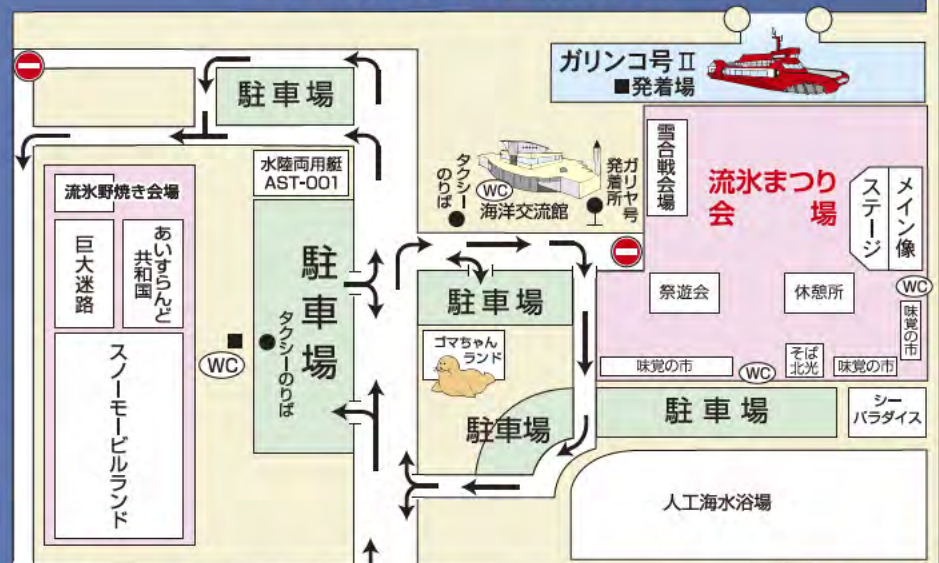 ガリンコ号Ⅱ
■発着場
駐車場
水陸両用艇
AST-001
流氷野焼き会場
巨大迷路
あいすらんど
共和国
スノーモービルランド
WC
タクシーのりば
駐車場
タクシー
のりば
WC
海洋交流館
ガリヤ号
発着所
雪合戦会場
流氷まつり
会場
メイン像
ステージ
祭遊会
休憩所
WC
味覚の市
味覚の市
WC
そば
北光
味覚の市
駐車場
ゴマちゃん
ランド
駐車場
駐車場
シー
パラダイス
人工海水浴場